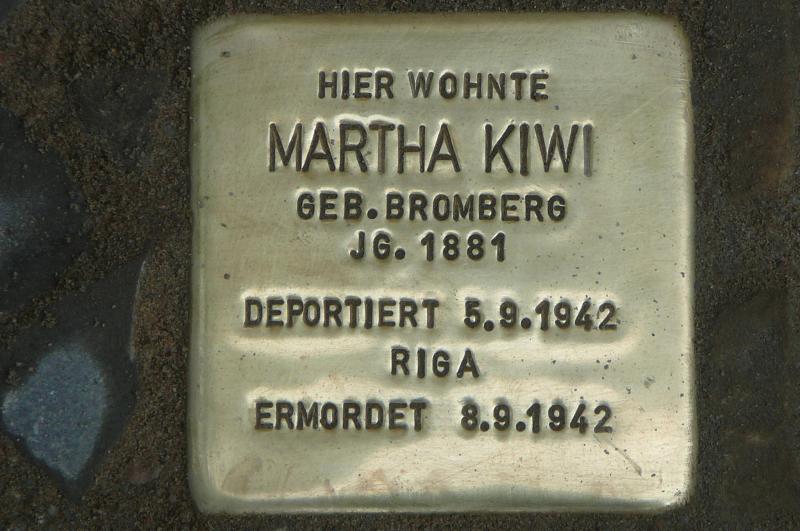 HIER WOHNTE
MARTHA KIWI
GEB. BROMBERG
JG. 1881
DEPORTIERT 5.9.1942
RIGA
ERMORDET 8.9.1942